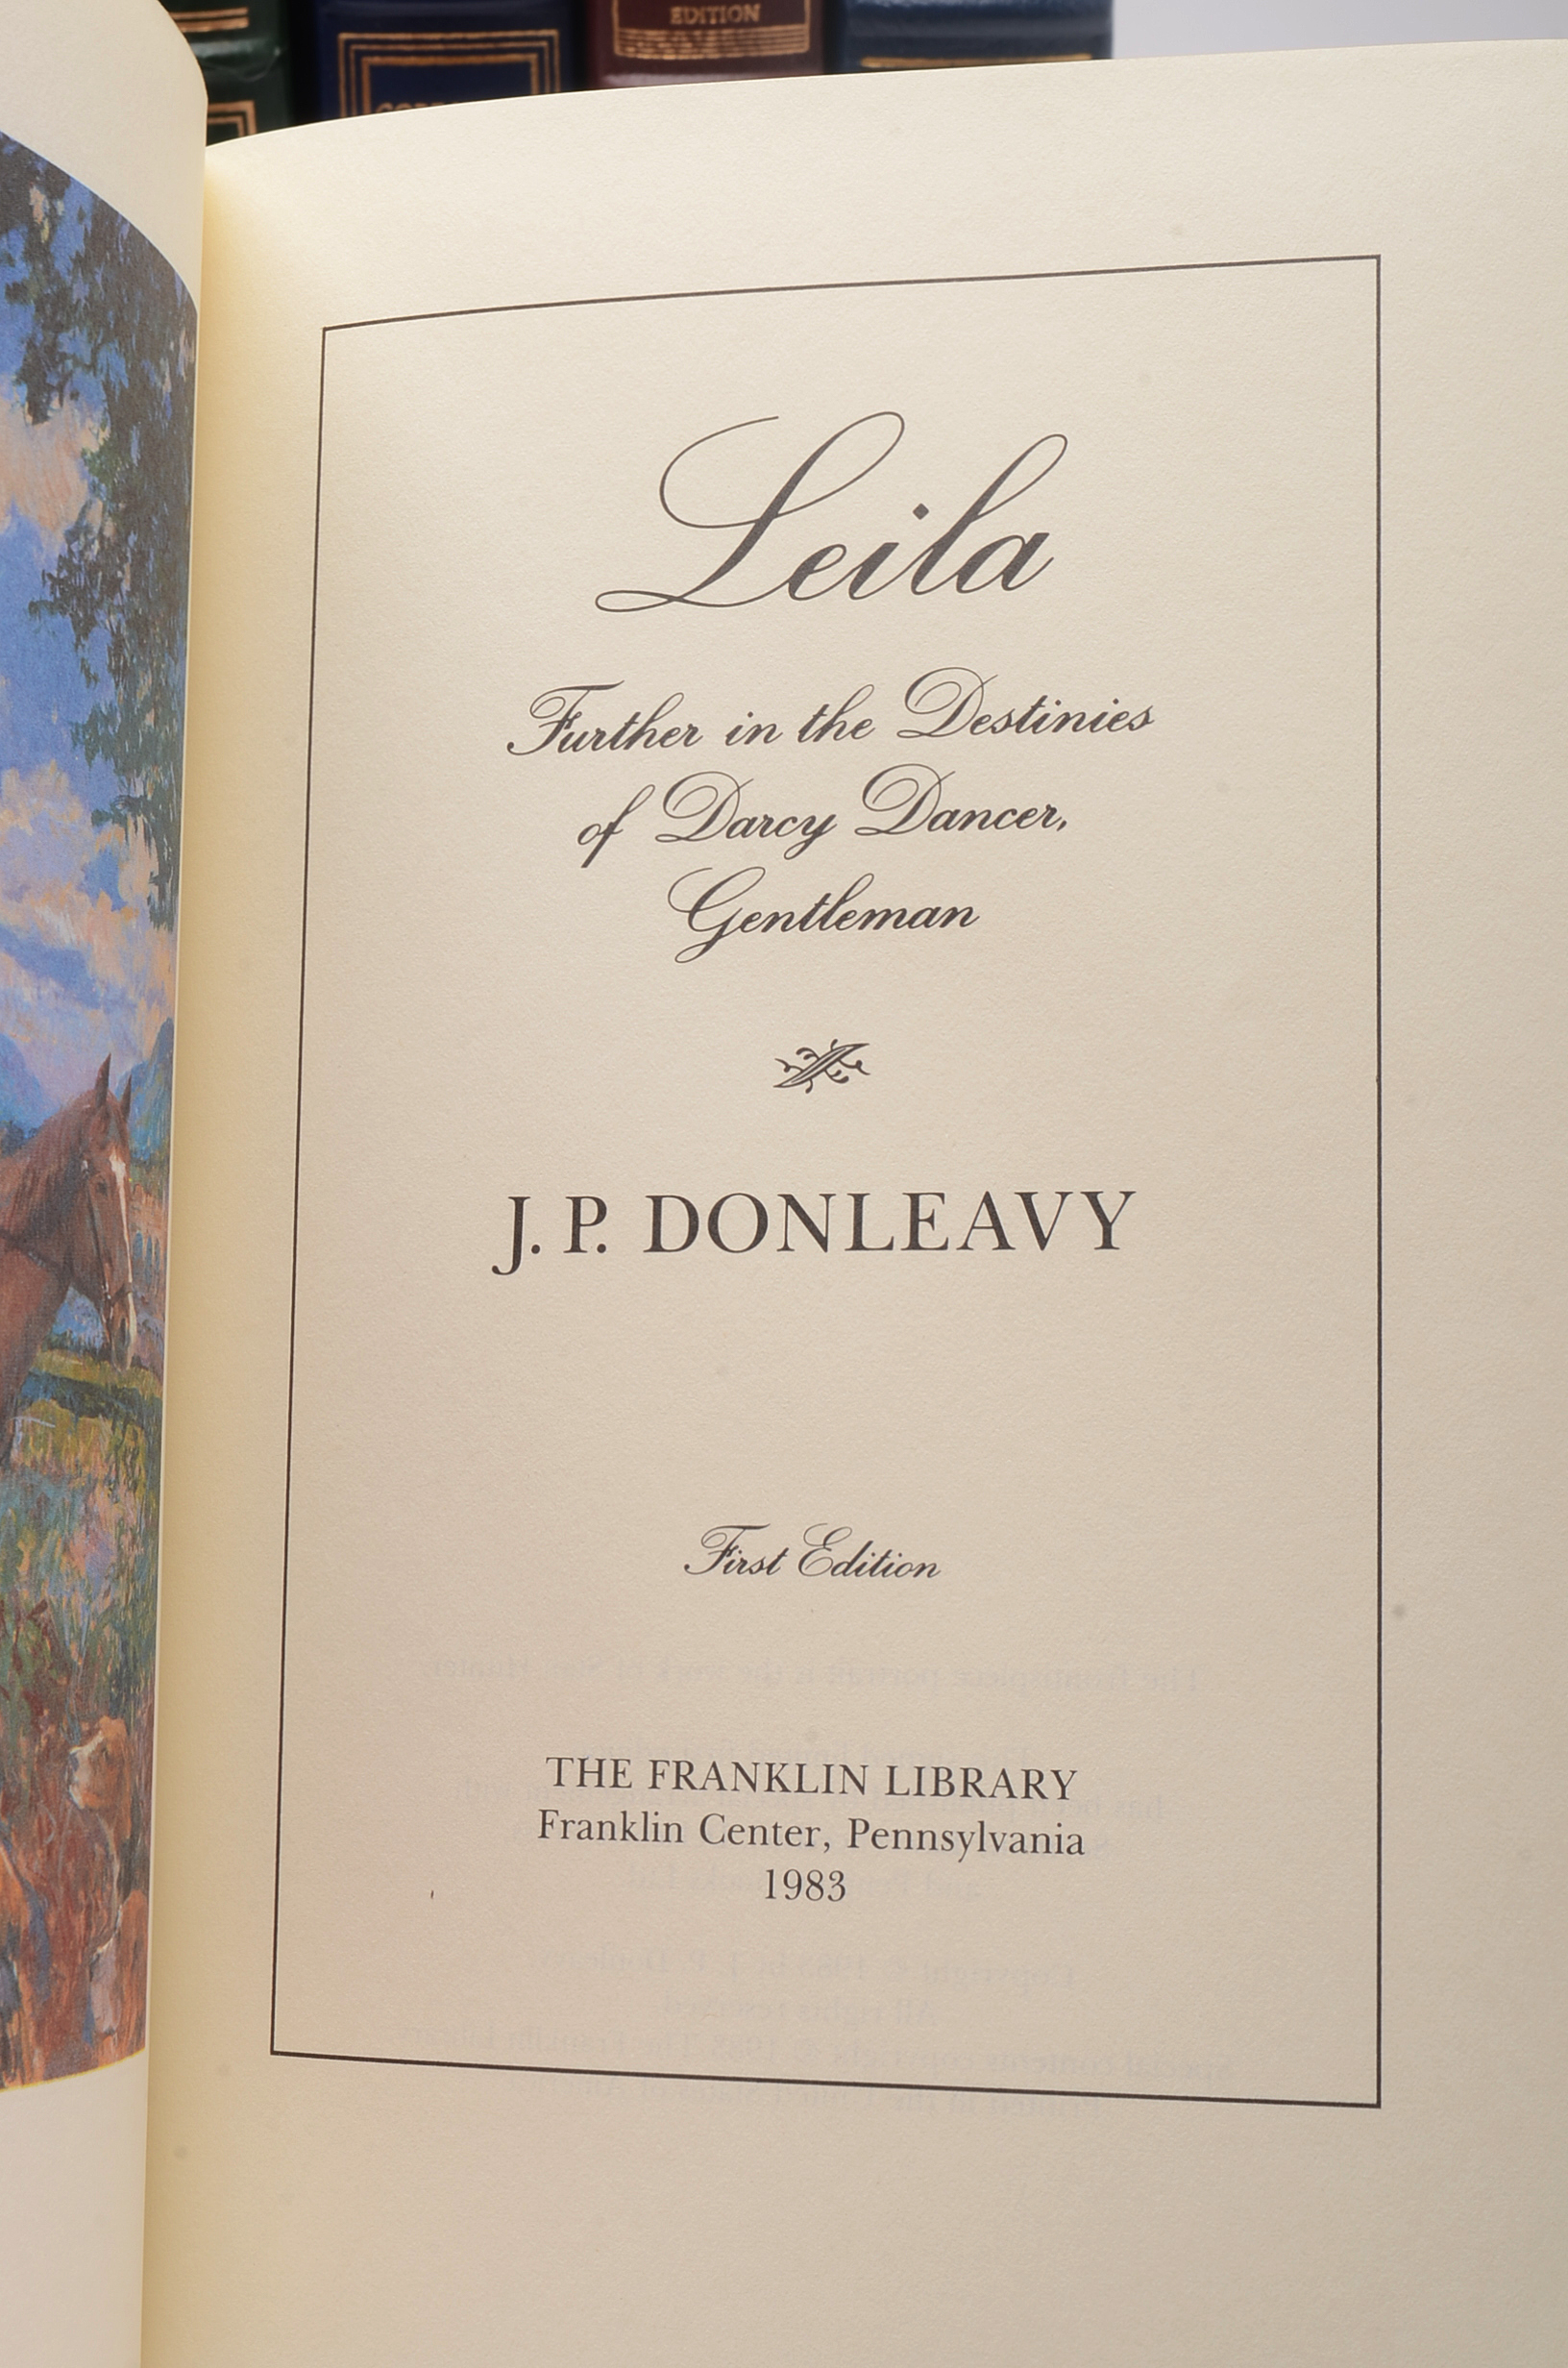 EDITION
Leila
Further in the Destinies
of Darcy Dancer,
Gentleman
J. P. DONLEAVY
First Edition
THE FRANKLIN LIBRARY
Franklin Center, Pennsylvania
1983